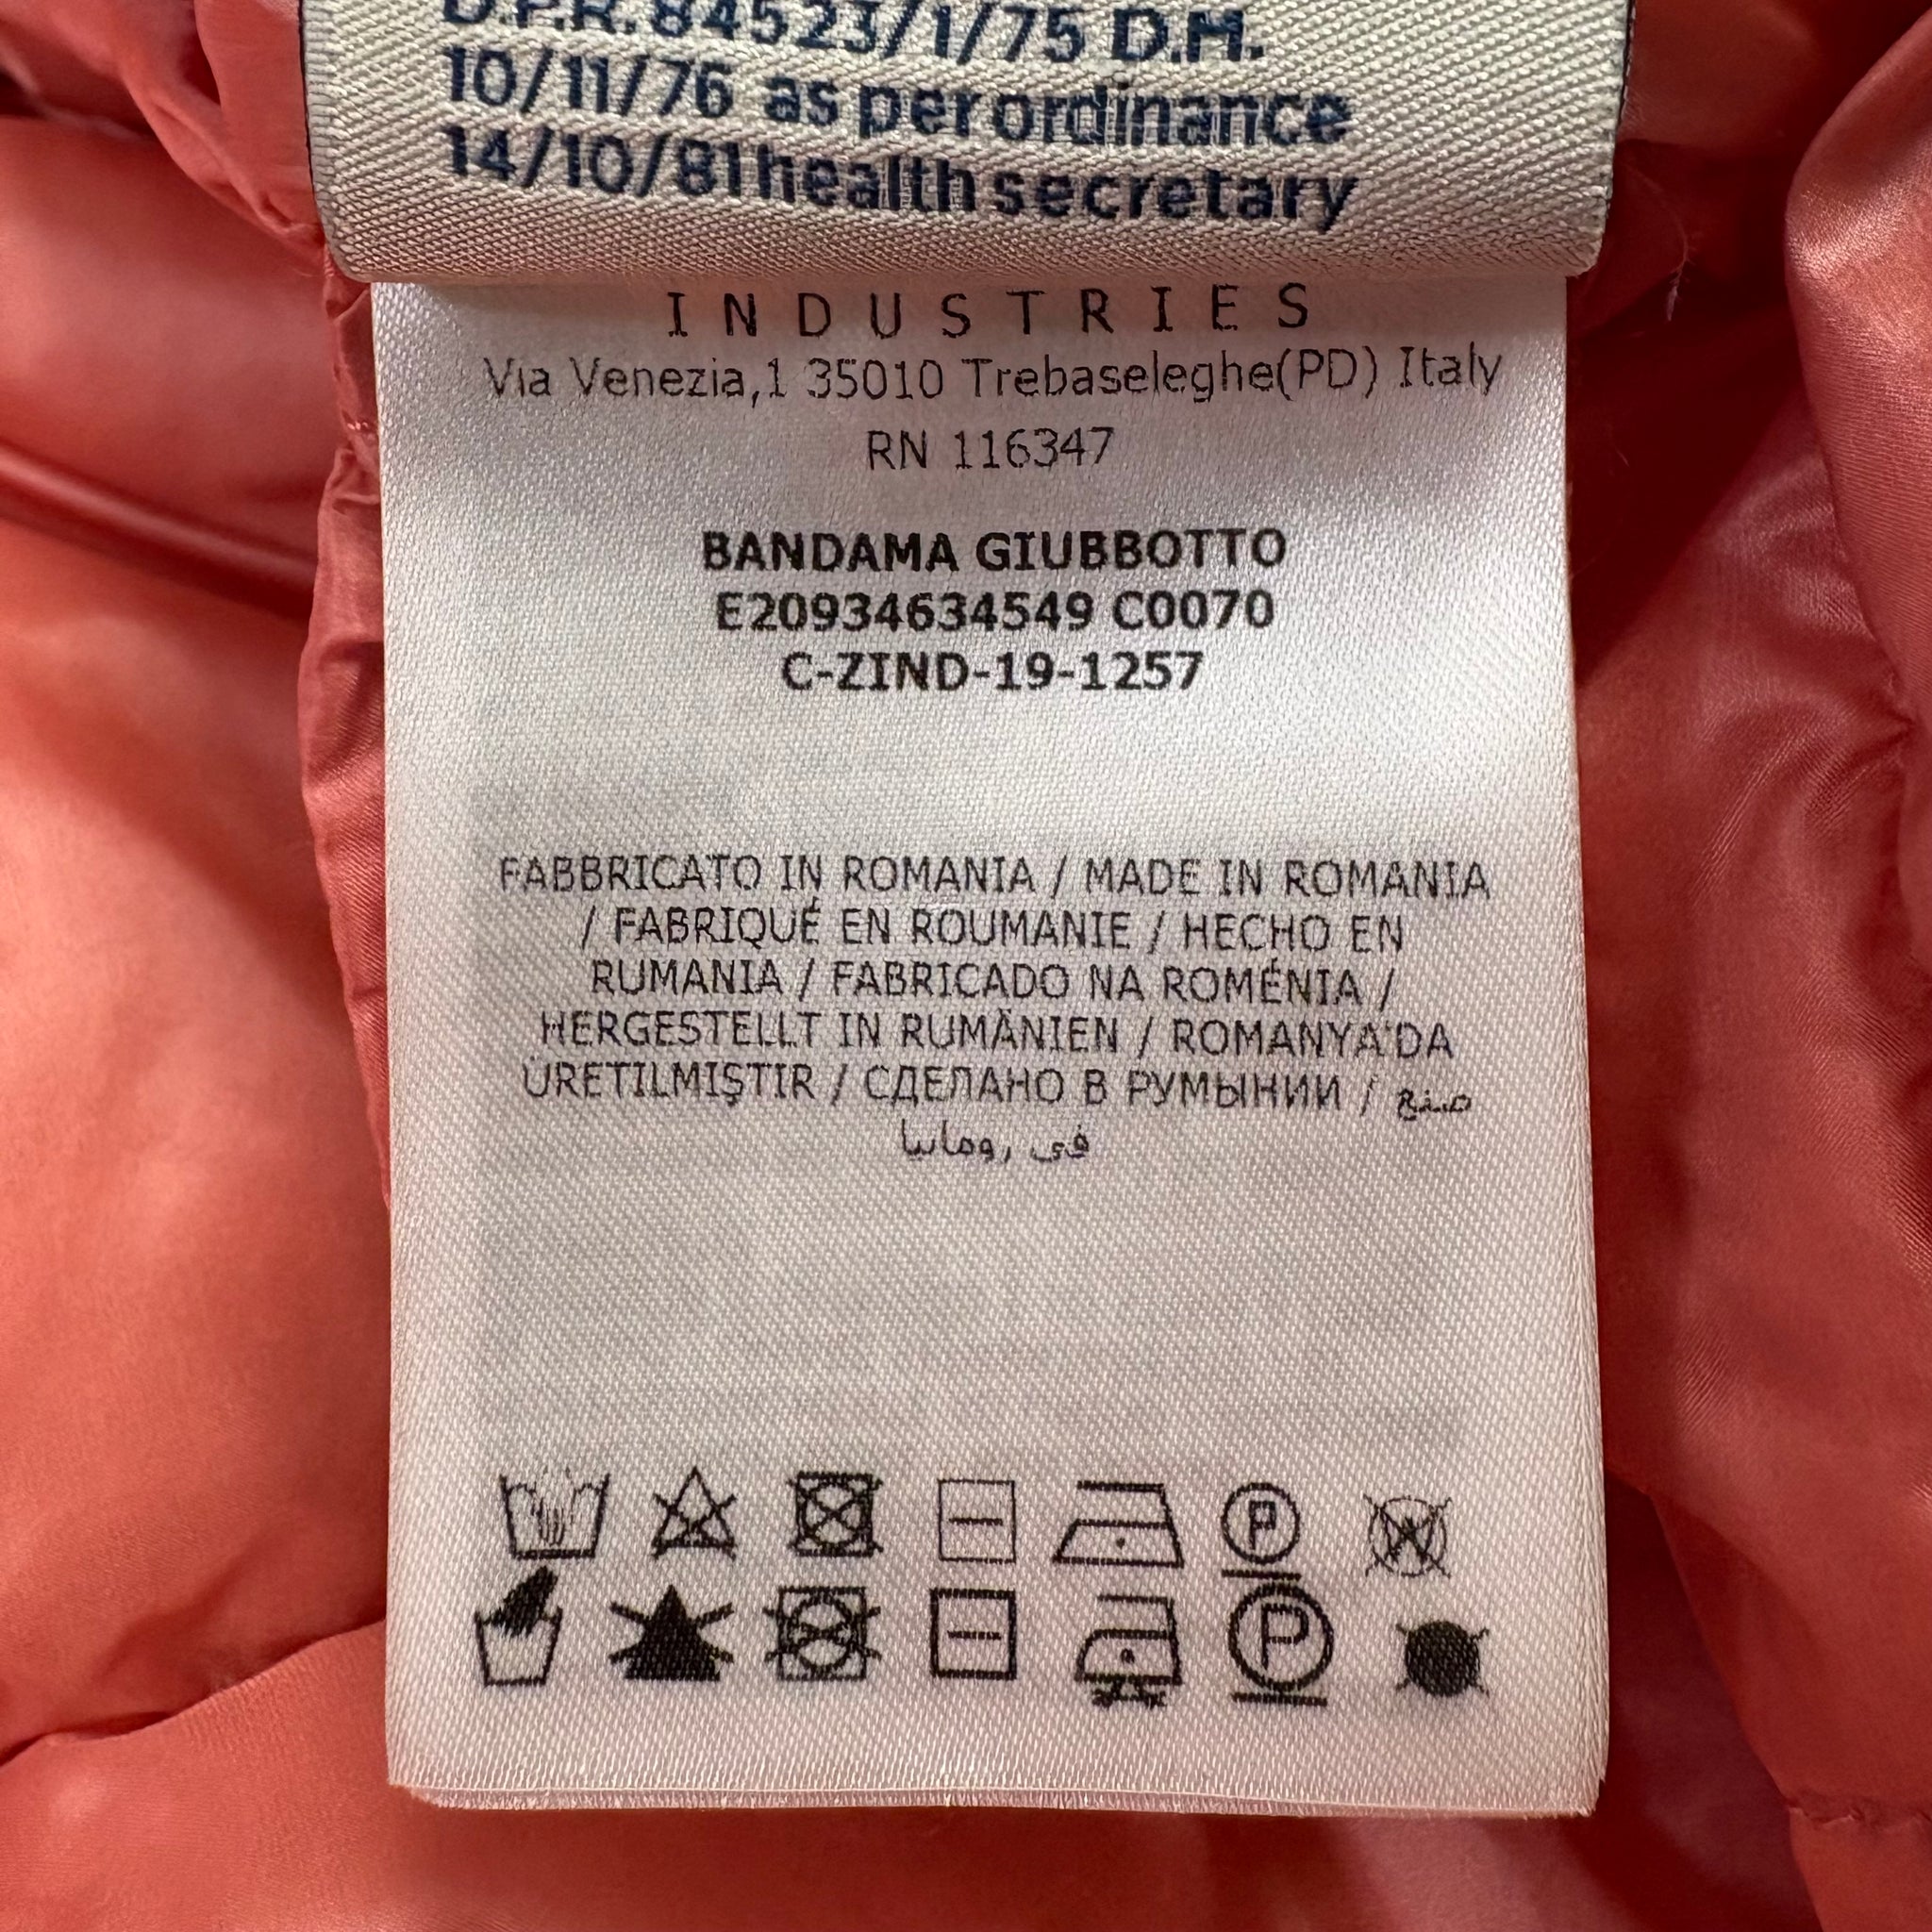 D.P.R. 84523/1/75 D.M.
10/11/76 as per ordinance
14/10/81 health secretary
INDUSTRIES
Via Venezia,1 35010 Trebaseleghe(PD) Italy
RN 116347
BANDAMA GIUBBOTTO
E20934634549 C0070
C-ZIND-19-1257
FABBRICATO IN ROMANIA / MADE IN ROMANIA
/ FABRIQUÉ EN ROUMANIE / HECHO EN
RUMANIA / FABRICADO NA ROMÉNIA /
HERGESTELLT IN RUMÄNIEN / ROMANYA'DA
ÜRETILMIŞTIR / СДЕЛАНО В РУМЫНИИ / صنع
في رومانيا
P W
P